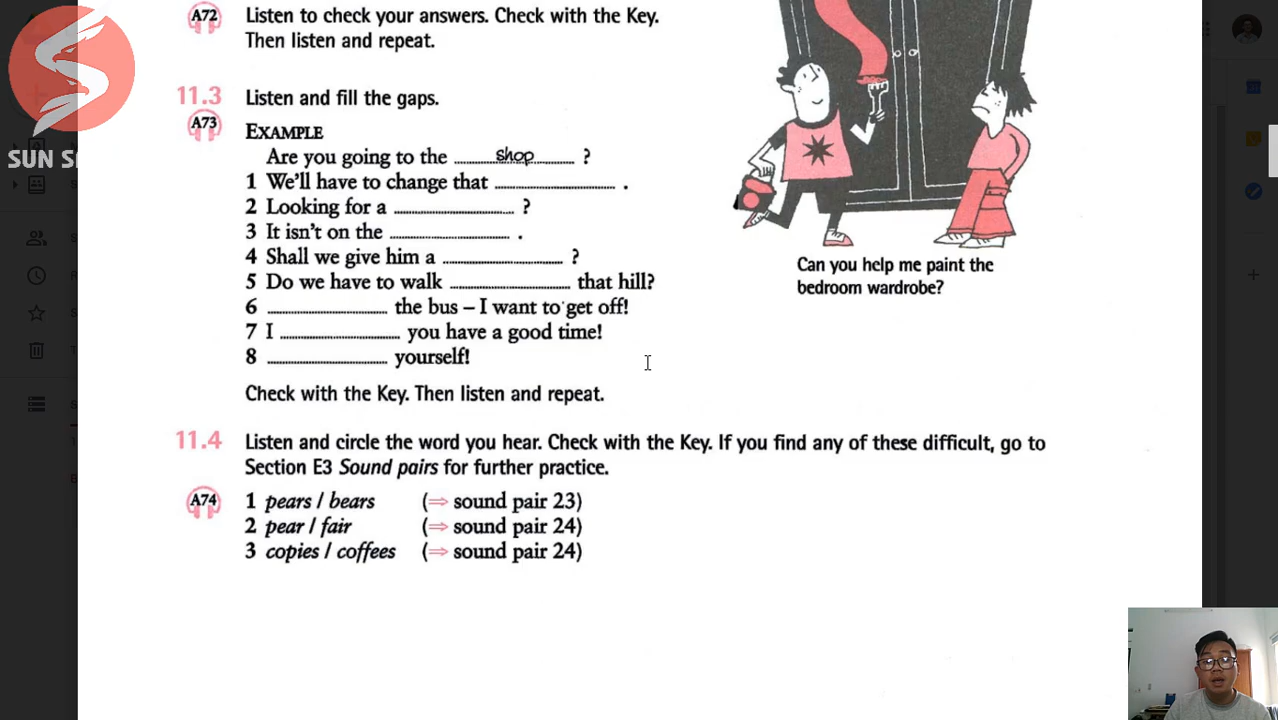 A72 Listen to check your answers. Check with the Key.
Then listen and repeat.
11.3 Listen and fill the gaps.
A73 EXAMPLE
Are you going to the ........shop........ ?
1 We'll have to change that ................ .
2 Looking for a ................ ?
3 It isn't on the ................ .
4 Shall we give him a ................ ?
5 Do we have to walk ................ that hill?
6 ................ the bus – I want to get off!
7 I ................ you have a good time!
8 ................ yourself!
Check with the Key. Then listen and repeat.
Can you help me paint the
bedroom wardrobe?
11.4 Listen and circle the word you hear. Check with the Key. If you find any of these difficult, go to
Section E3 Sound pairs for further practice.
A74 1 pears / bears (⇒ sound pair 23)
2 pear / fair (⇒ sound pair 24)
3 copies / coffees (⇒ sound pair 24)
SUN